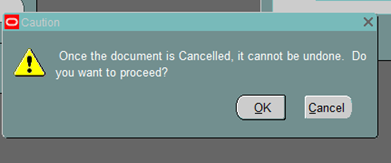 Caution
Once the document is Cancelled, it cannot be undone.  Do
you want to proceed?
OK
Cancel